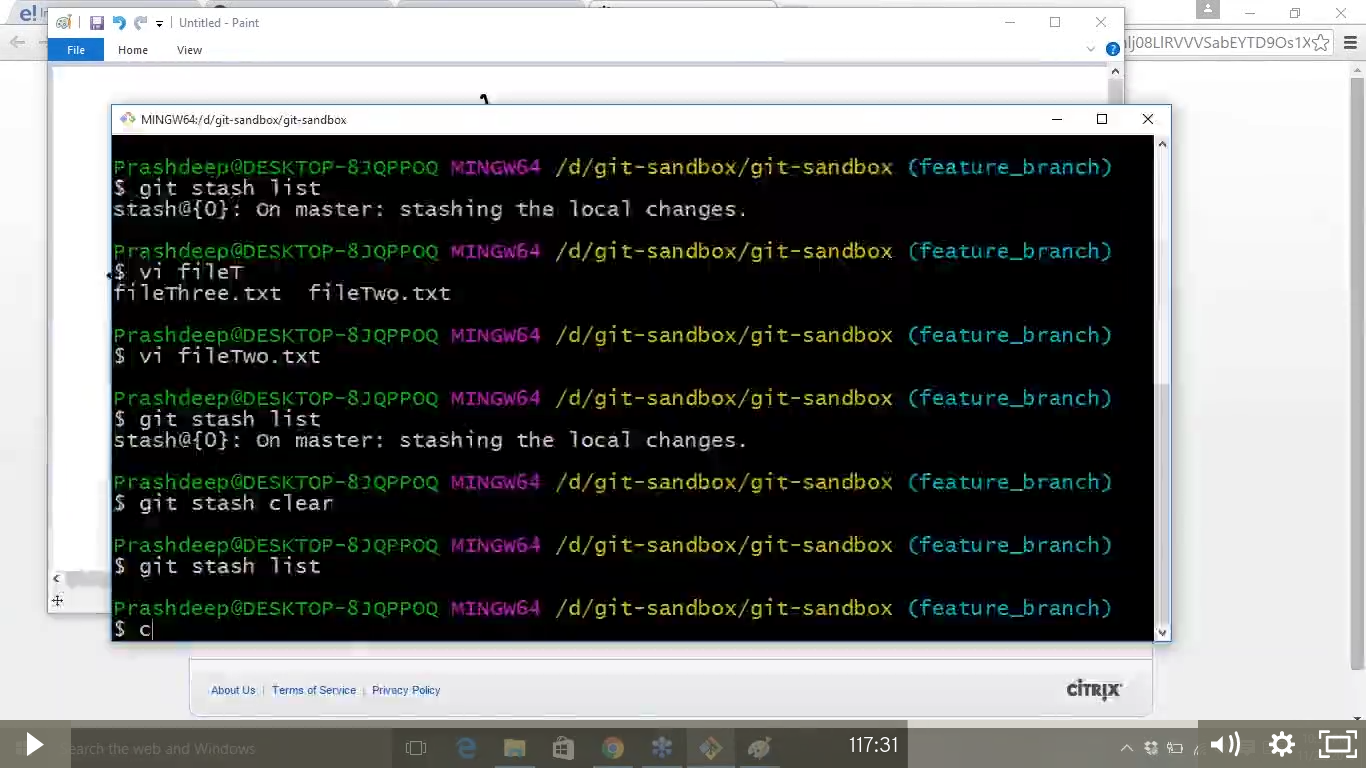 Untitled - Paint
File Home View
MINGW64:/d/git-sandbox/git-sandbox
Prashdeep@DESKTOP-8JQPPOQ MINGW64 /d/git-sandbox/git-sandbox (feature_branch)
$ git stash list
stash@{0}: On master: stashing the local changes.
Prashdeep@DESKTOP-8JQPPOQ MINGW64 /d/git-sandbox/git-sandbox (feature_branch)
$ vi fileT
fileThree.txt fileTwo.txt
Prashdeep@DESKTOP-8JQPPOQ MINGW64 /d/git-sandbox/git-sandbox (feature_branch)
$ vi fileTwo.txt
Prashdeep@DESKTOP-8JQPPOQ MINGW64 /d/git-sandbox/git-sandbox (feature_branch)
$ git stash list
stash@{0}: On master: stashing the local changes.
Prashdeep@DESKTOP-8JQPPOQ MINGW64 /d/git-sandbox/git-sandbox (feature_branch)
$ git stash clear
Prashdeep@DESKTOP-8JQPPOQ MINGW64 /d/git-sandbox/git-sandbox (feature_branch)
$ git stash list
Prashdeep@DESKTOP-8JQPPOQ MINGW64 /d/git-sandbox/git-sandbox (feature_branch)
$ c
About Us | Terms of Service | Privacy Policy
CITRIX
Search the web and Windows
117:31